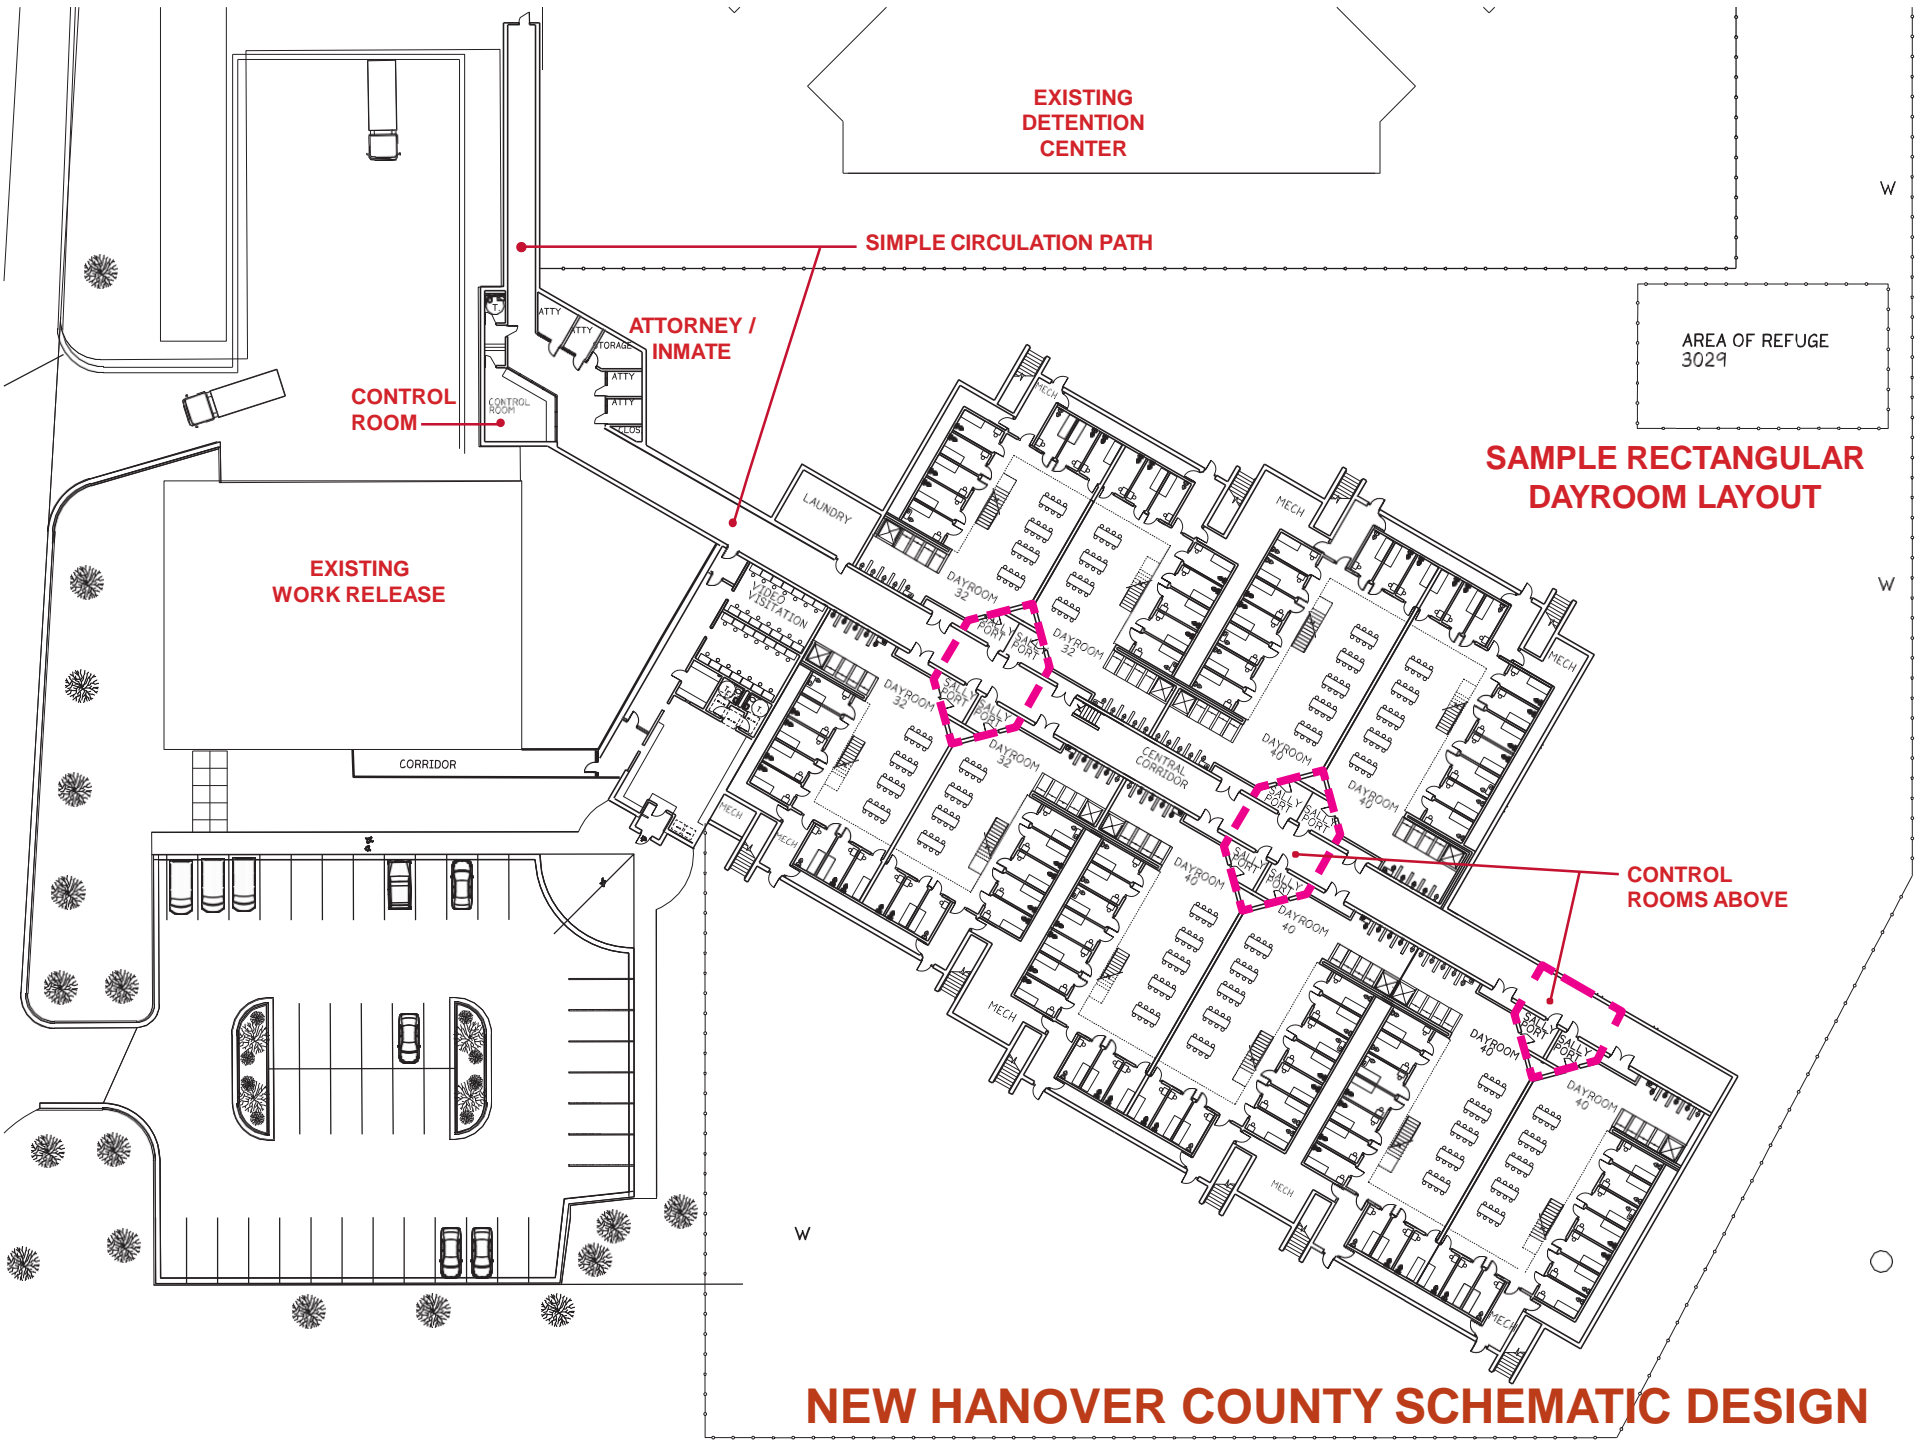 EXISTING
DETENTION
CENTER
W
SIMPLE CIRCULATION PATH
T.
ATTY
ATTY
STORAGE
ATTORNEY /
INMATE
AREA OF REFUGE
3029
ATTY
CONTROL
ROOM
CONTROL
ROOM
ATTY
CLOS
MECH
SAMPLE RECTANGULAR
DAYROOM LAYOUT
LAUNDRY
MECH
EXISTING
WORK RELEASE
W
VIDEO
VISITATION
DAYROOM
32
SALLY
PORT
SALLY
PORT
DAYROOM
32
MECH
DAYROOM
32
SALLY
PORT
SALLY
PORT
T.
T.
DAYROOM
32
CENTRAL
CORRIDOR
DAYROOM
40
CORRIDOR
SALLY
PORT
SALLY
PORT
DAYROOM
40
MECH
MECH
DAYROOM
40
SALLY
PORT
SALLY
PORT
DAYROOM
40
CONTROL
ROOMS ABOVE
MECH
DAYROOM
40
SALLY
PORT
SALLY
PORT
DAYROOM
40
MECH
W
MECH
NEW HANOVER COUNTY SCHEMATIC DESIGN